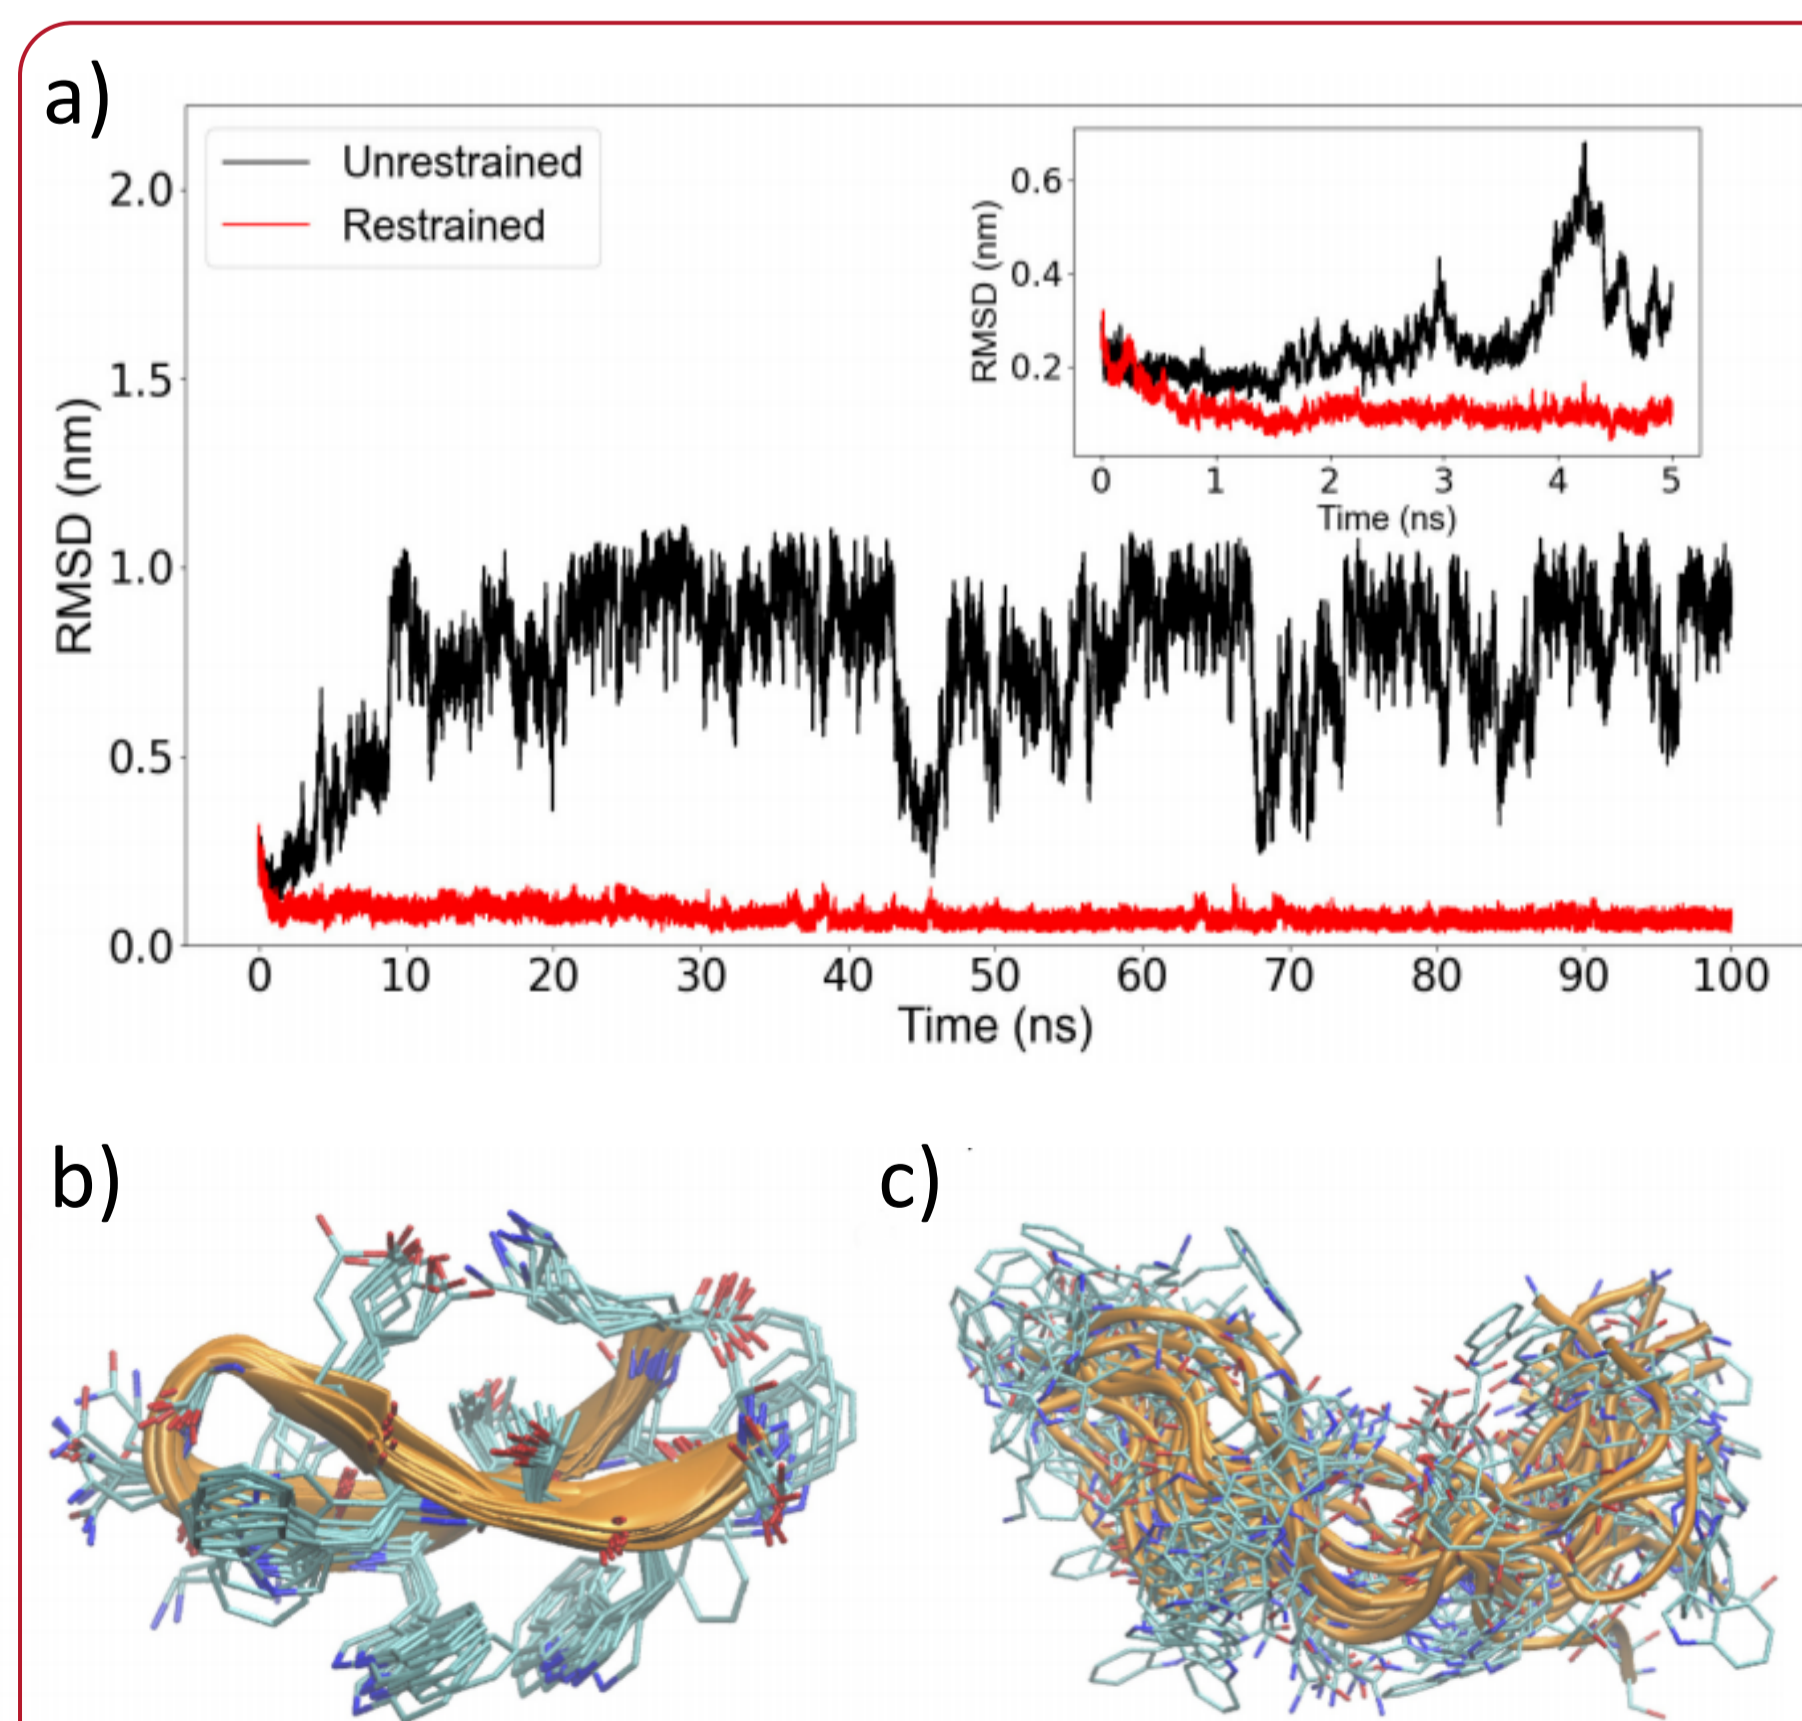 a)
Unrestrained
Restrained
2.0
1.5
1.0
0.5
0.0
RMSD (nm)
0 10 20 30 40 50 60 70 80 90 100
Time (ns)
0.6
0.4
0.2
RMSD (nm)
0 1 2 3 4 5
Time (ns)
b)
c)